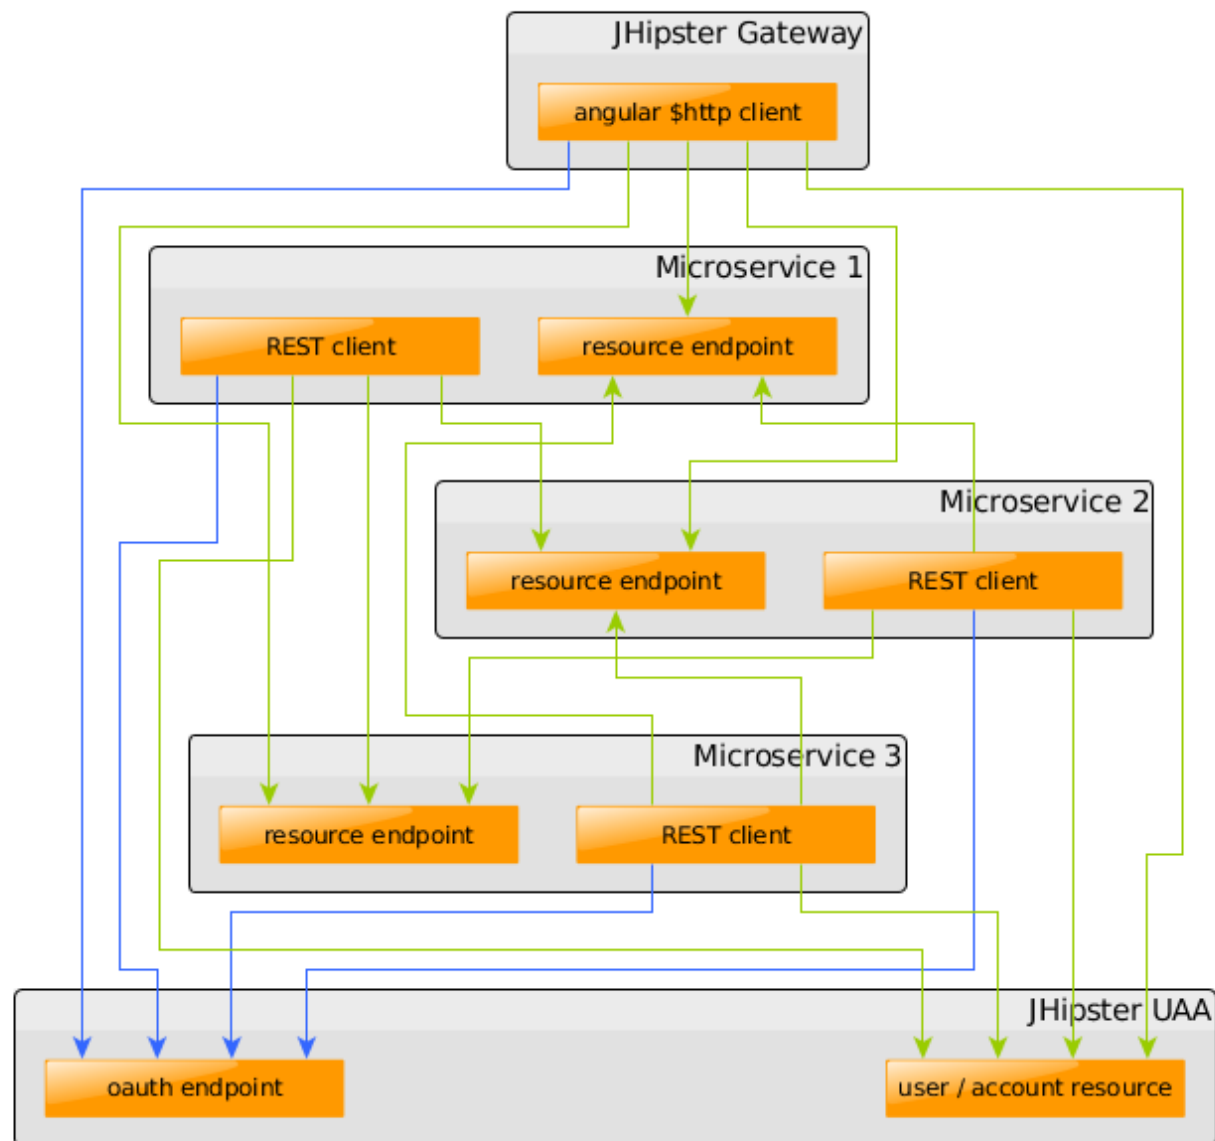 JHipster Gateway
angular $http client
Microservice 1
REST client
resource endpoint
Microservice 2
resource endpoint
REST client
Microservice 3
resource endpoint
REST client
JHipster UAA
oauth endpoint
user / account resource